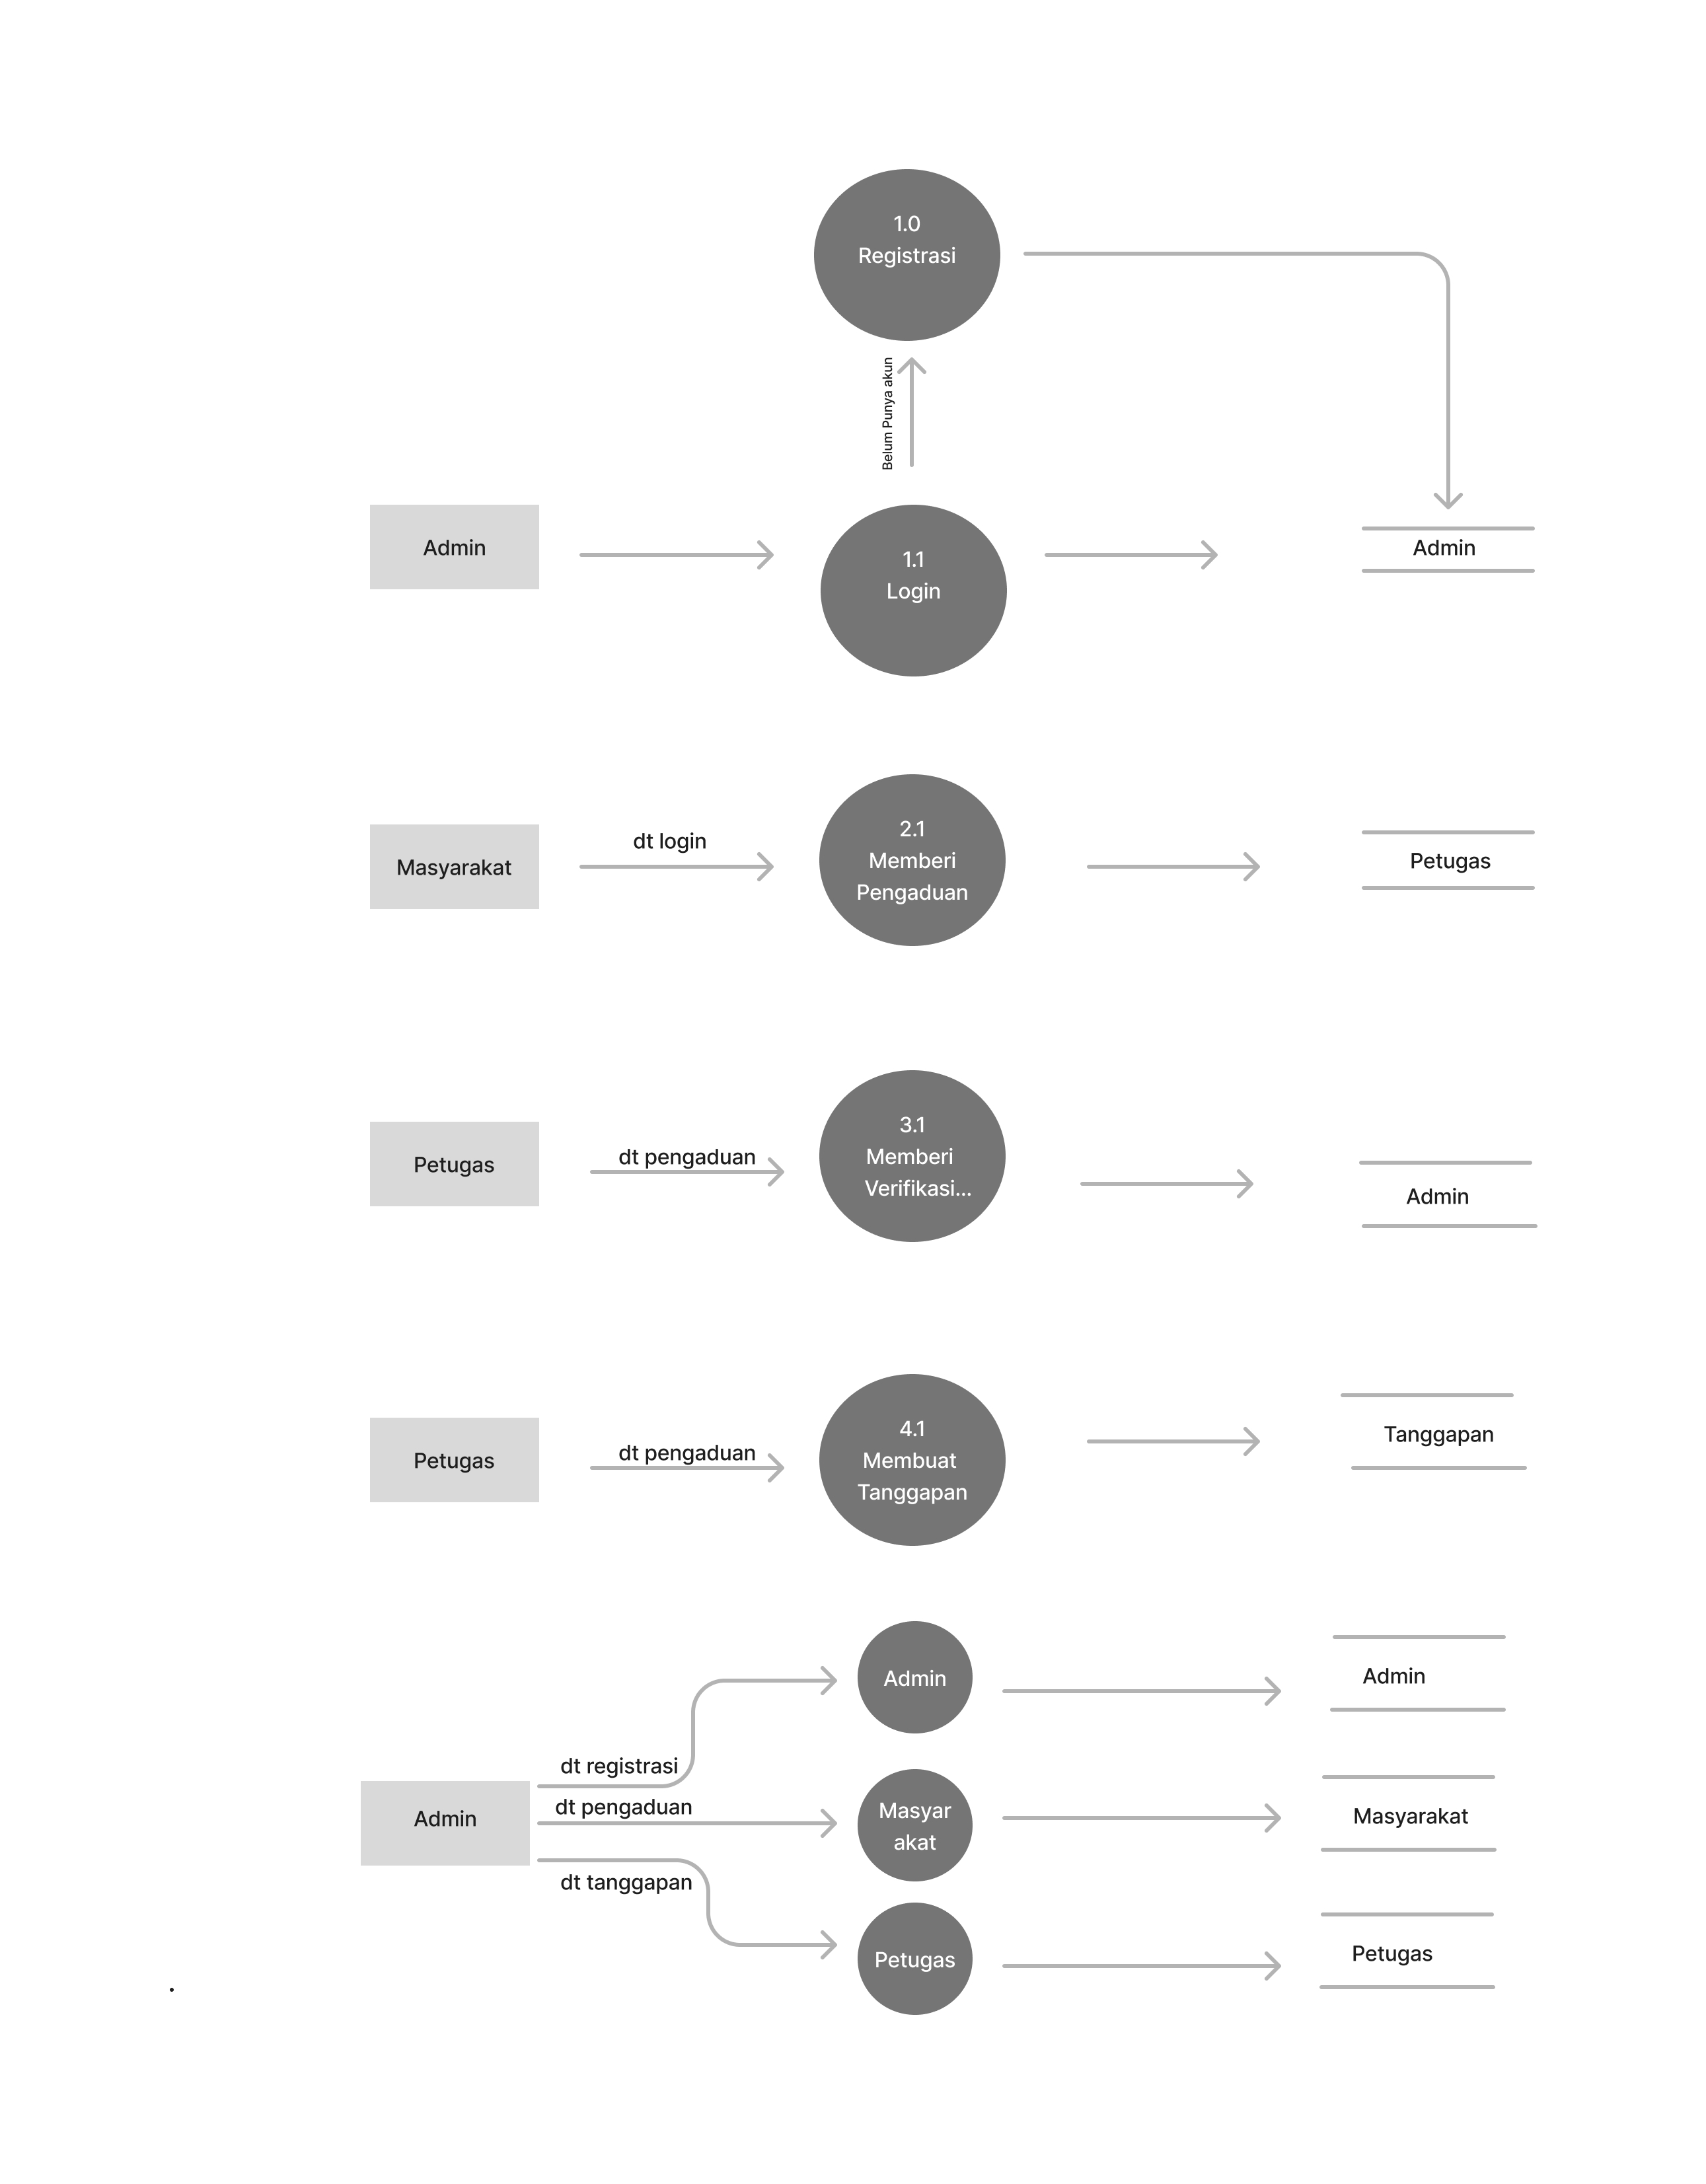 1.0
Registrasi
Belum Punya akun
Admin
1.1
Login
Admin
Masyarakat
dt login
2.1
Memberi
Pengaduan
Petugas
Petugas
dt pengaduan
3.1
Memberi
Verifikasi...
Admin
Petugas
dt pengaduan
4.1
Membuat
Tanggapan
Tanggapan
Admin
dt registrasi
dt pengaduan
dt tanggapan
Admin
Admin
Masyar
akat
Masyarakat
Petugas
Petugas
.